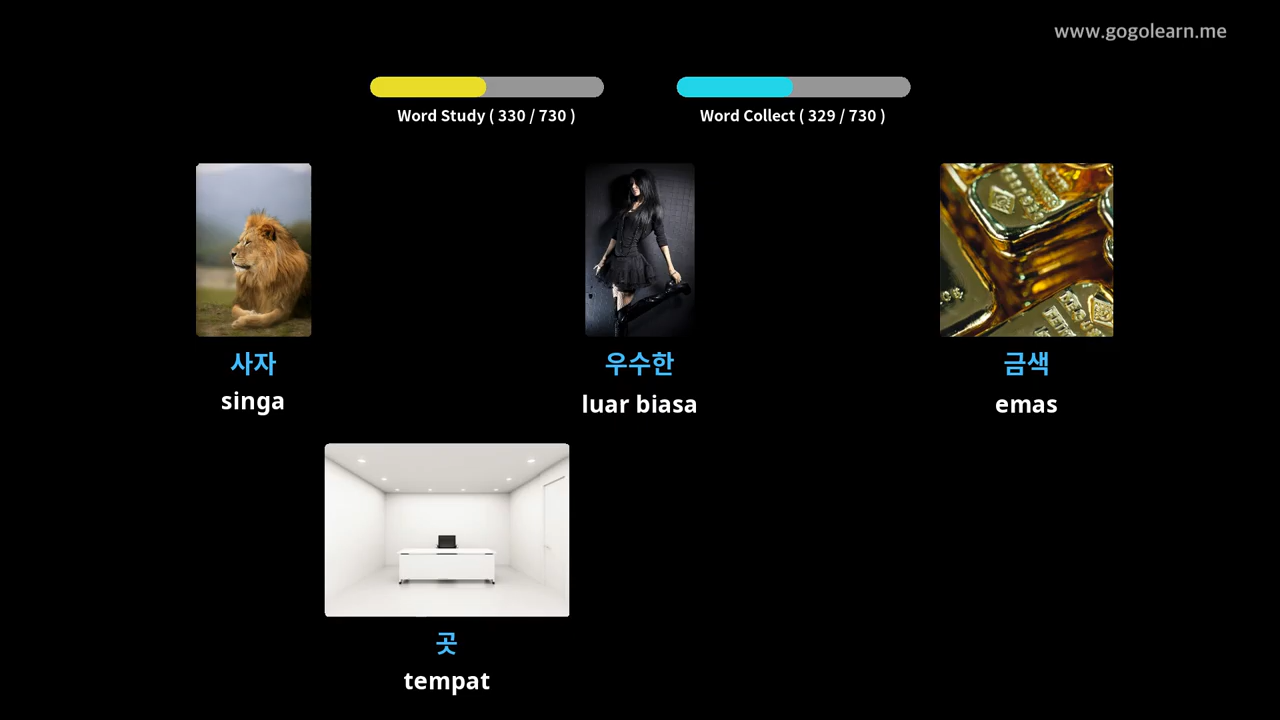 www.gogolearn.me
Word Study ( 330 / 730 )
Word Collect ( 329 / 730 )
사자
singa
우수한
luar biasa
금색
emas
곳
tempat